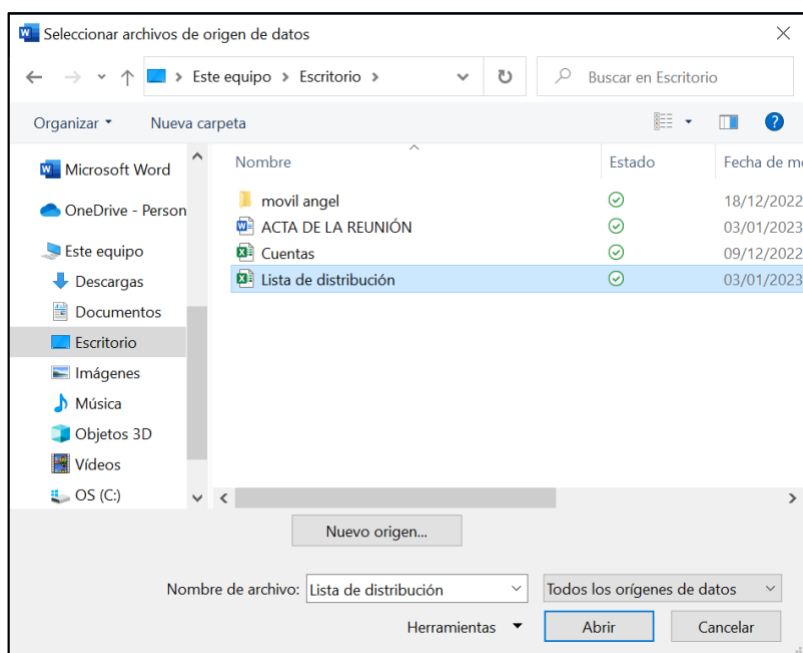 Seleccionar archivos de origen de datos
Este equipo > Escritorio >
Buscar en Escritorio
Organizar
Nueva carpeta
Nombre
Estado
Fecha de mo
Microsoft Word
OneDrive - Person
Este equipo
Descargas
Documentos
Escritorio
Imágenes
Música
Objetos 3D
Vídeos
OS (C:)
movil angel
18/12/2022
ACTA DE LA REUNIÓN
03/01/2023
Cuentas
09/12/2022
Lista de distribución
03/01/2023
Nuevo origen...
Nombre de archivo: Lista de distribución
Todos los orígenes de datos
Herramientas
Abrir
Cancelar